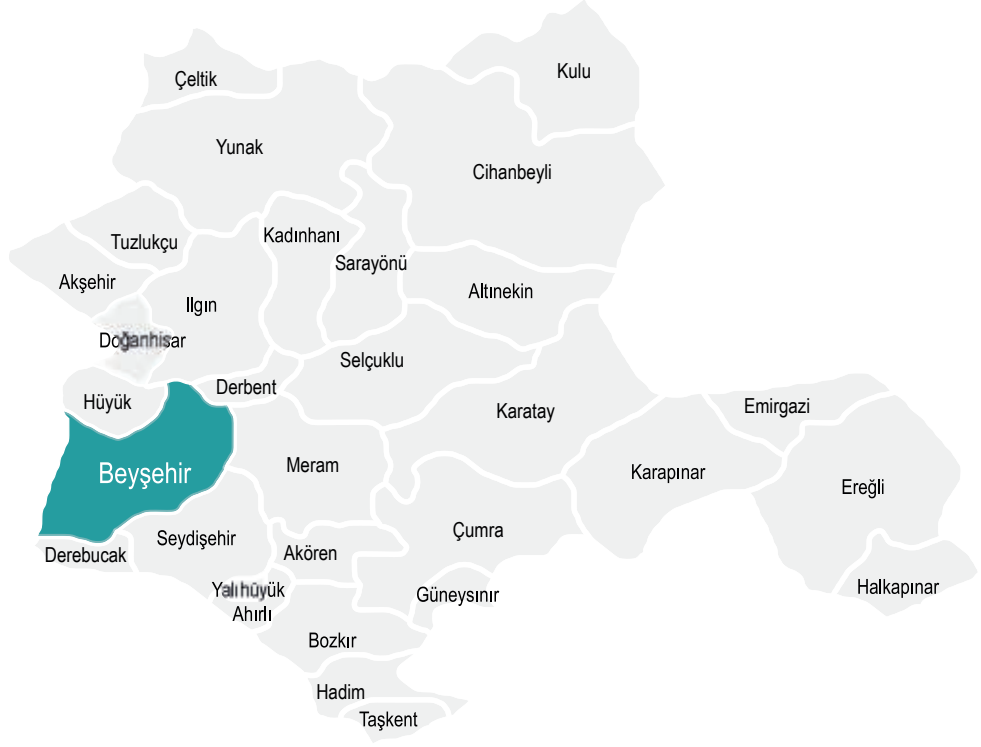 Kulu
Çeltik
Yunak
Cihanbeyli
Kadınhanı
Tuzlukçu
Sarayönü
Akşehir
Altınekin
Ilgın
Doğanhisar
Selçuklu
Derbent
Hüyük
Karatay
Emirgazi
Meram
Beyşehir
Karapınar
Ereğli
Çumra
Seydişehir
Akören
Derebucak
Halkapınar
Yalıhüyük
Güneysınır
Ahırlı
Bozkır
Hadim
Taşkent